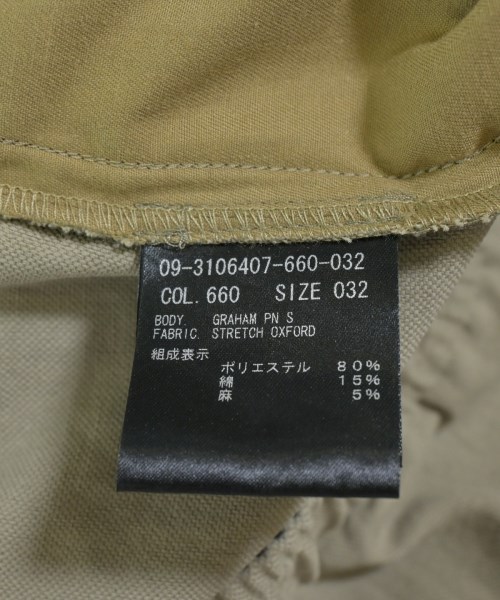 09-3106407-660-032
COL. 660 SIZE 032
BODY. GRAHAM PN S
FABRIC. STRETCH OXFORD
組成表示
ポリエステル 80%
綿 15%
麻 5%